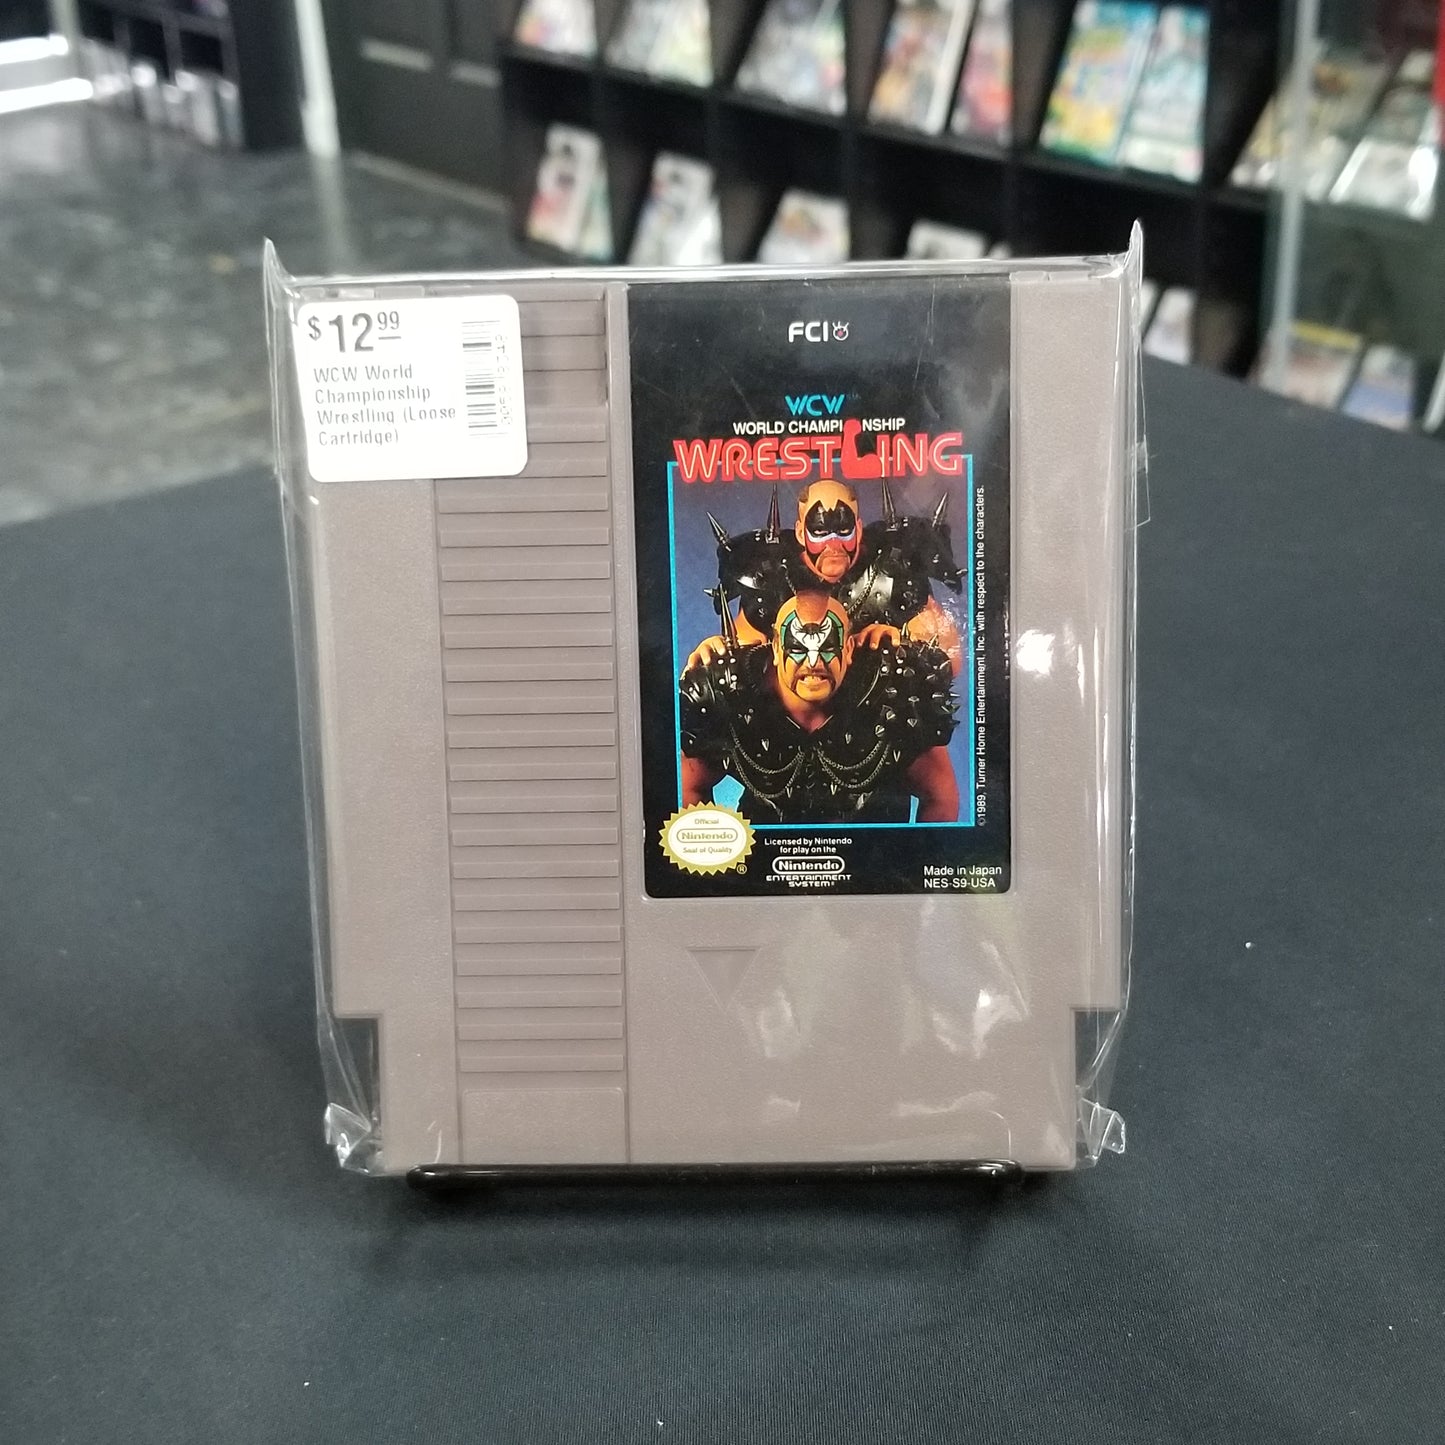 $12.99
WCW World
Championship
Wrestling (Loose
Cartridge)
FCI
WCW
WORLD CHAMPIONSHIP
WRESTLING
©1989, Turner Home Entertainment, Inc. with respect to the characters.
Official
Nintendo
Seal of Quality
®
Licensed by Nintendo
for play on the
Nintendo
ENTERTAINMENT
SYSTEM®
Made in Japan
NES-S9-USA